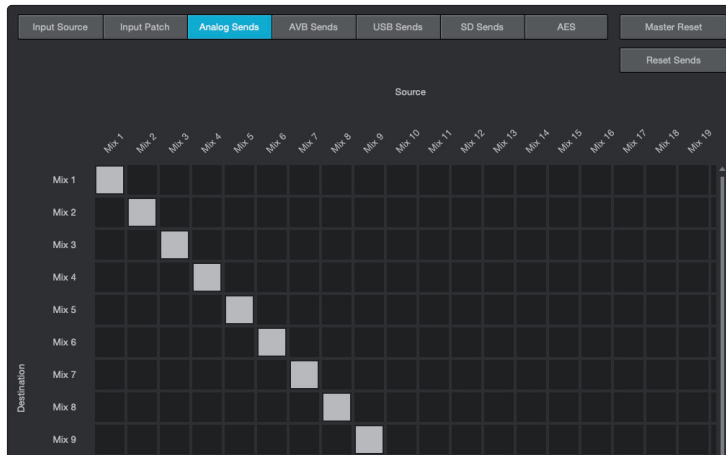 Input Source Input Patch Analog Sends AVB Sends USB Sends SD Sends AES Master Reset
Reset Sends
Source
Mix 1 Mix 2 Mix 3 Mix 4 Mix 5 Mix 6 Mix 7 Mix 8 Mix 9 Mix 10 Mix 11 Mix 12 Mix 13 Mix 14 Mix 15 Mix 16 Mix 17 Mix 18 Mix 19
Mix 1
Mix 2
Mix 3
Mix 4
Mix 5
Mix 6
Mix 7
Destination
Mix 8
Mix 9